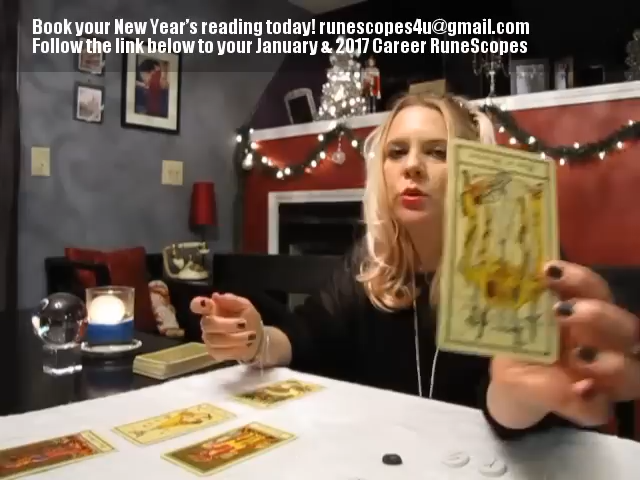 Book your New Year's reading today! runescopes4u@gmail.com
Follow the link below to your January & 2017 Career RuneScopes